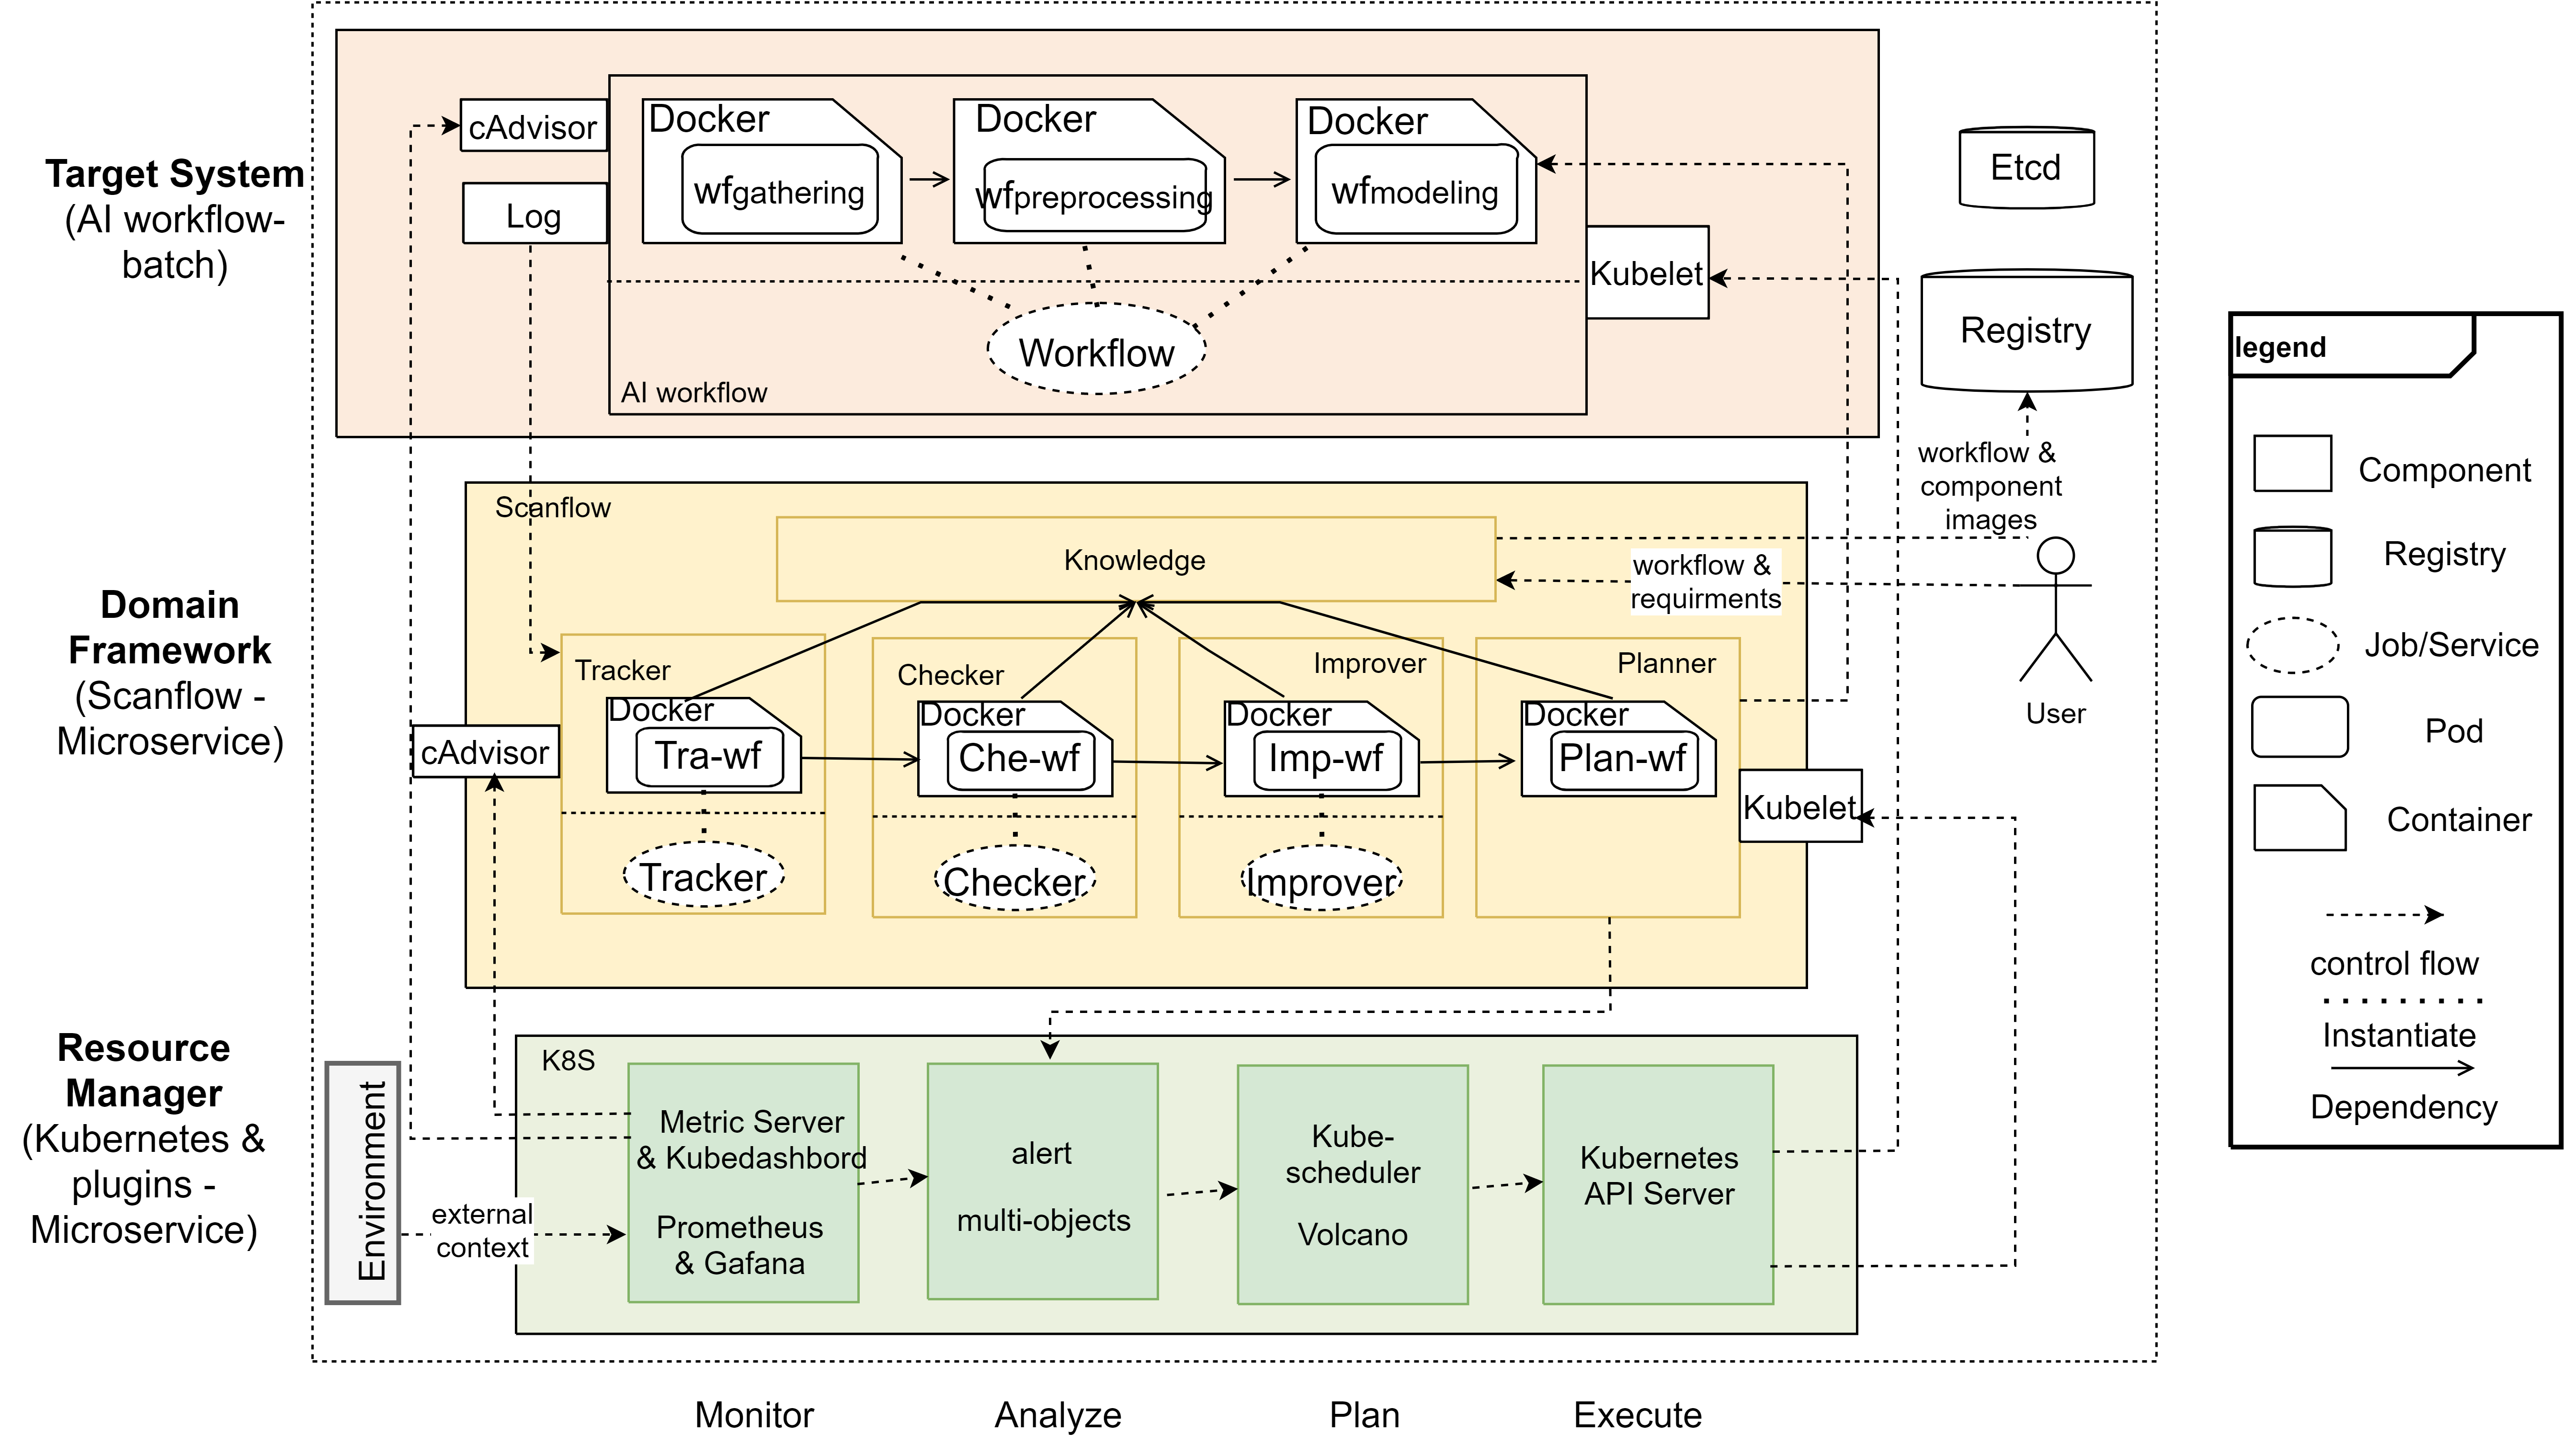 Target System
(AI workflow-
batch)
cAdvisor
Log
Docker
wfgathering
Docker
wfpreprocessing
Docker
wfmodeling
Kubelet
Workflow
AI workflow
Etcd
Registry
workflow &
component
images
User
workflow &
requirments
Domain
Framework
(Scanflow -
Microservice)
Scanflow
Knowledge
Tracker
Docker
Tra-wf
Tracker
Checker
Docker
Che-wf
Checker
Improver
Docker
Imp-wf
Improver
Planner
Docker
Plan-wf
cAdvisor
Kubelet
Resource
Manager
(Kubernetes &
plugins -
Microservice)
Environment
external
context
K8S
Metric Server
& Kubedashbord
Prometheus
& Gafana
alert
multi-objects
Kube-
scheduler
Volcano
Kubernetes
API Server
Monitor
Analyze
Plan
Execute
legend
Component
Registry
Job/Service
Pod
Container
control flow
Instantiate
Dependency